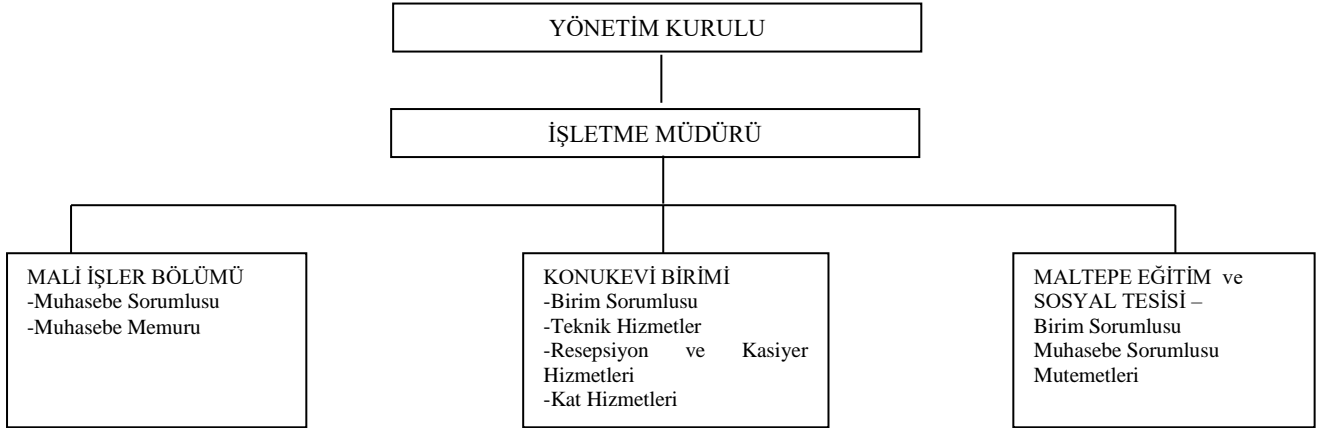 YÖNETİM KURULU
İŞLETME MÜDÜRÜ
MALİ İŞLER BÖLÜMÜ
-Muhasebe Sorumlusu
-Muhasebe Memuru
KONUKEVİ BİRİMİ
-Birim Sorumlusu
-Teknik Hizmetler
-Resepsiyon ve Kasiyer
Hizmetleri
-Kat Hizmetleri
MALTEPE EĞİTİM ve
SOSYAL TESİSİ –
Birim Sorumlusu
Muhasebe Sorumlusu
Mutemetleri